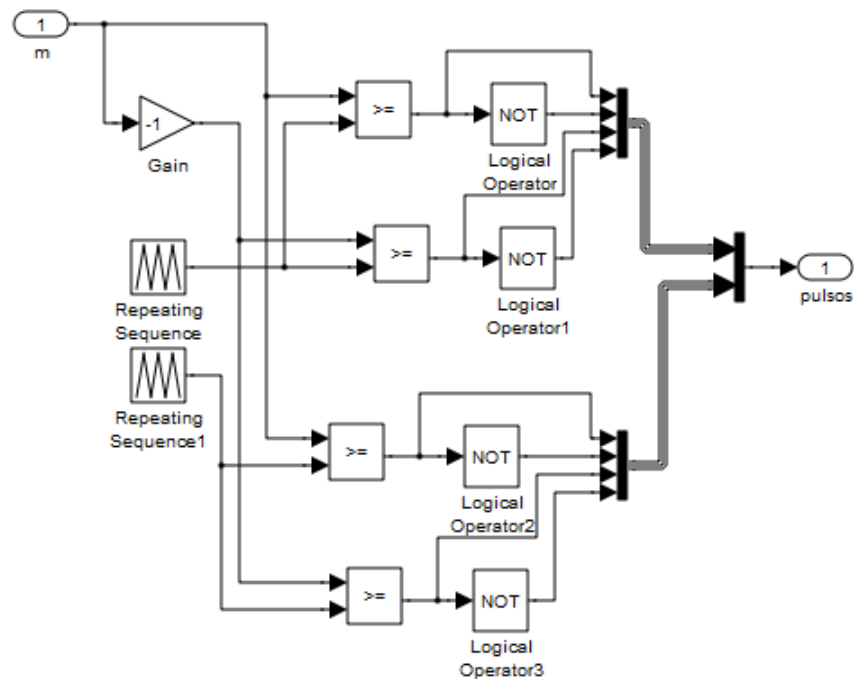 1
m
-1
Gain
>=
NOT
Logical
Operator
>=
NOT
Logical
Operator1
Repeating
Sequence
1
pulsos
Repeating
Sequence1
>=
NOT
Logical
Operator2
>=
NOT
Logical
Operator3